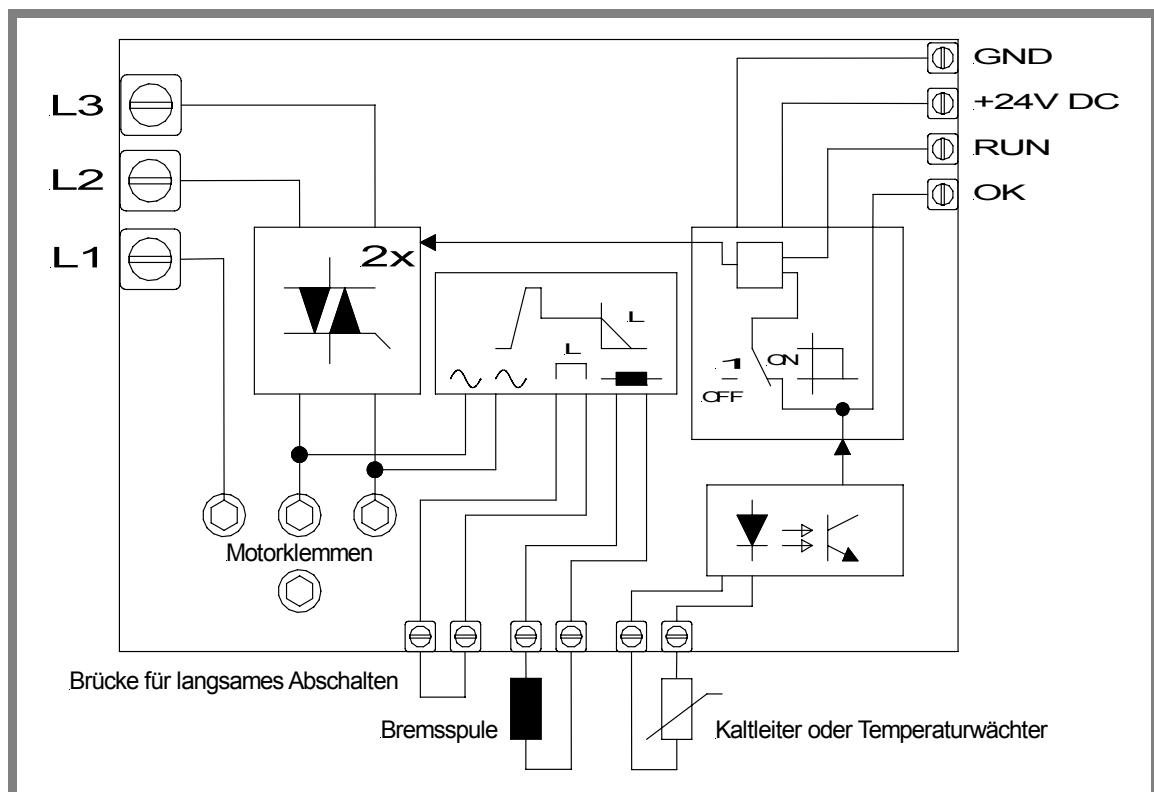 GND
L3
+24V DC
RUN
L2
OK
L1
2x
L
L
ON
OFF
Motorklemmen
Brücke für langsames Abschalten
Bremsspule
Kaltleiter oder Temperaturwächter